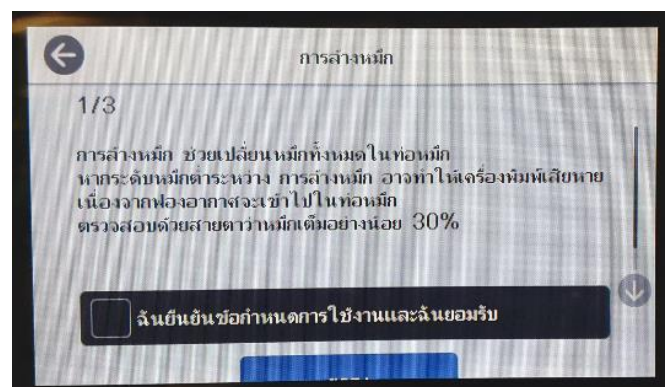 การล้างหมึก
1/3
การล้างหมึก ช่วยเปลี่ยนหมึกทั้งหมดในท่อหมึก
หากระดับหมึกต่ำระหว่าง การล้างหมึก อาจทำให้เครื่องพิมพ์เสียหาย
เนื่องจากฟองอากาศจะเข้าไปในท่อหมึก
ตรวจสอบด้วยสายตาว่าหมึกเต็มอย่างน้อย 30%
ฉันยืนยันข้อกำหนดการใช้งานและฉันยอมรับ